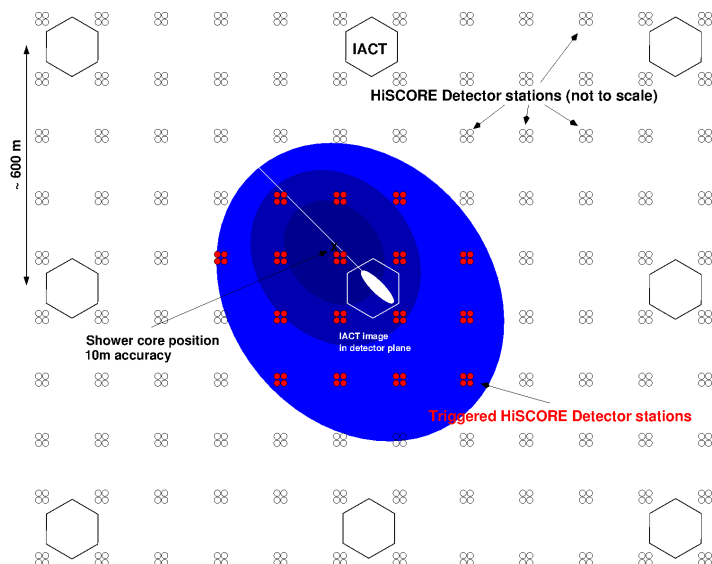 IACT
HiSCORE Detector stations (not to scale)
~ 600 m
Shower core position
10m accuracy
IACT image
in detector plane
Triggered HiSCORE Detector stations